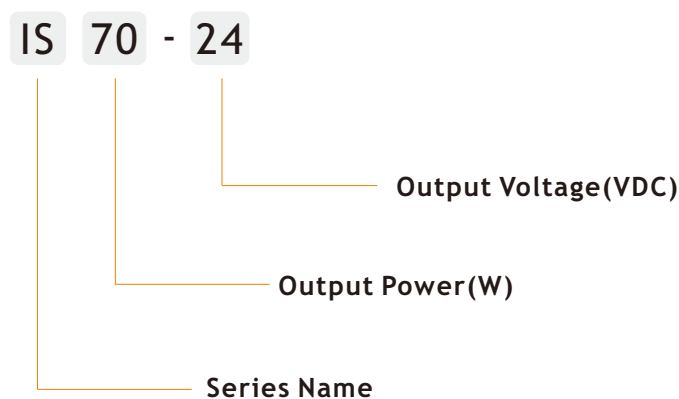 IS 70 - 24
Output Voltage(VDC)
Output Power(W)
Series Name